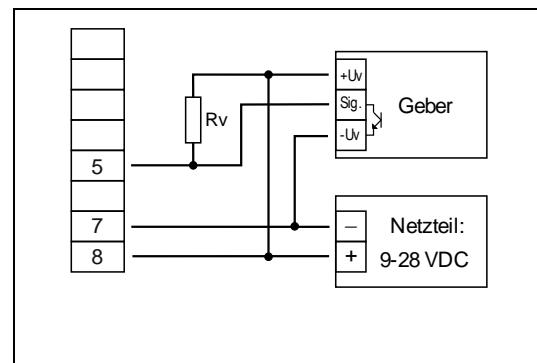 +Uv
Sig.
-Uv
Geber
Rv
5
7
8
–
+
Netzteil:
9-28 VDC